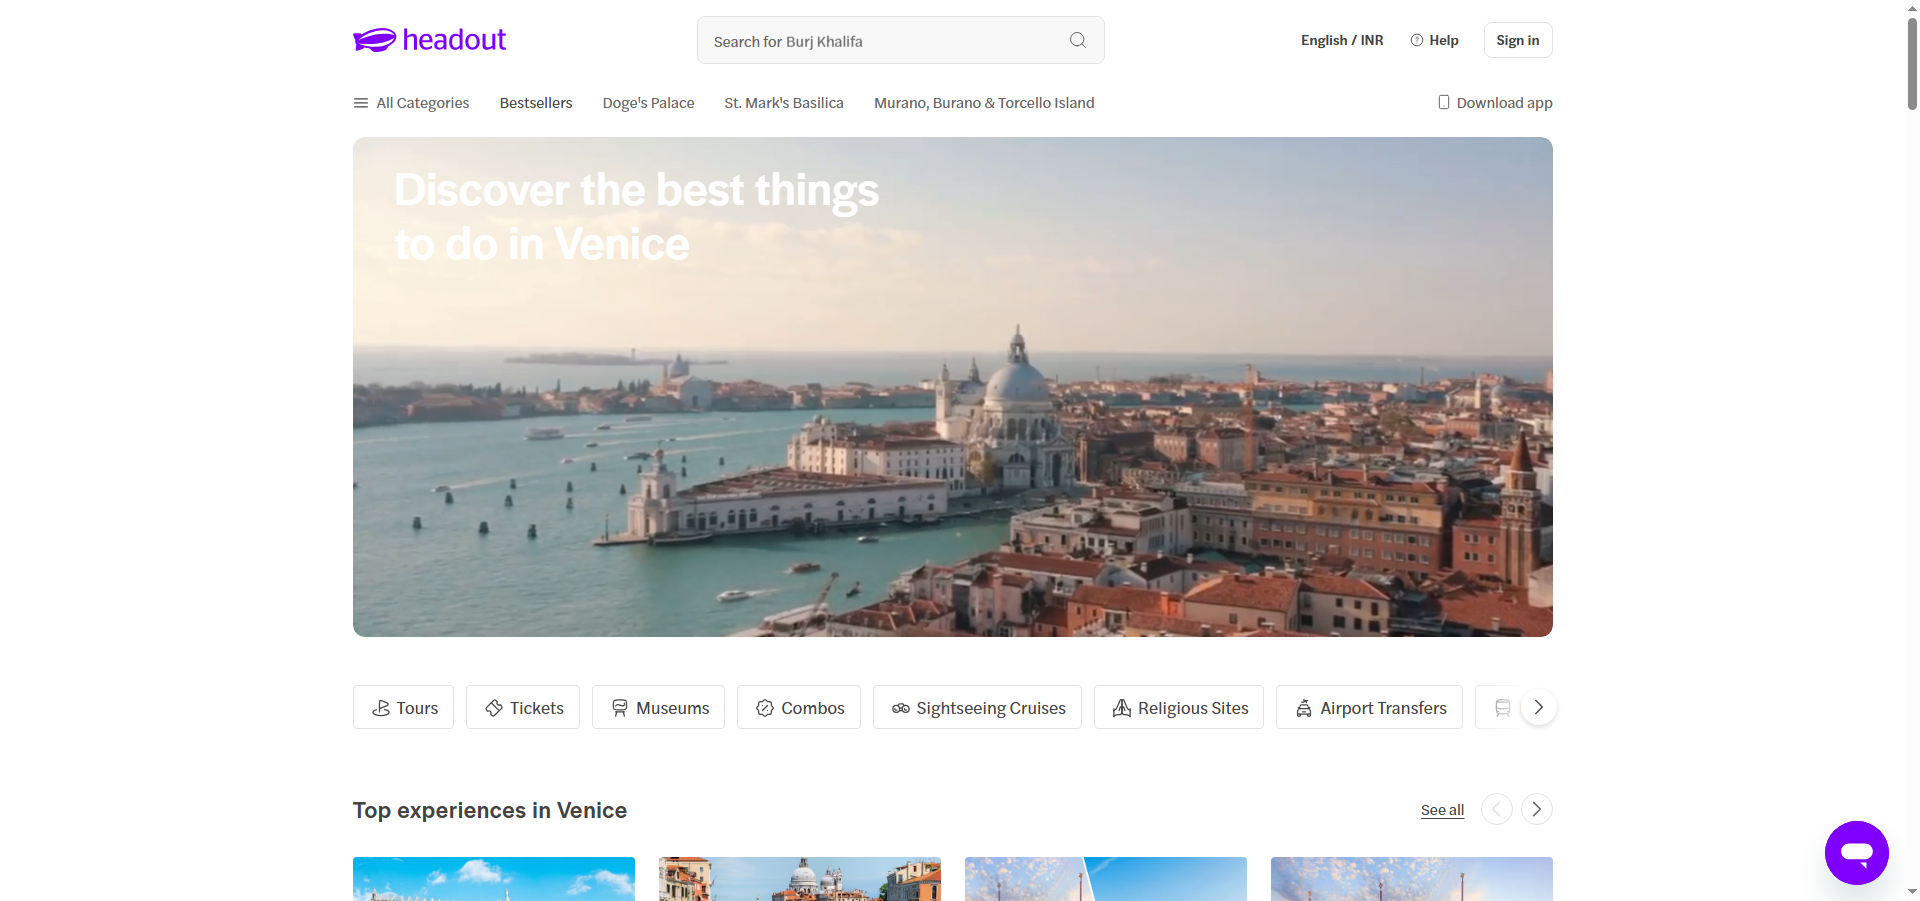 headout
Search for Burj Khalifa
English / INR
Help
Sign in
All Categories
Bestsellers
Doge's Palace
St. Mark's Basilica
Murano, Burano & Torcello Island
Download app
Discover the best things
to do in Venice
Tours
Tickets
Museums
Combos
Sightseeing Cruises
Religious Sites
Airport Transfers
Top experiences in Venice
See all